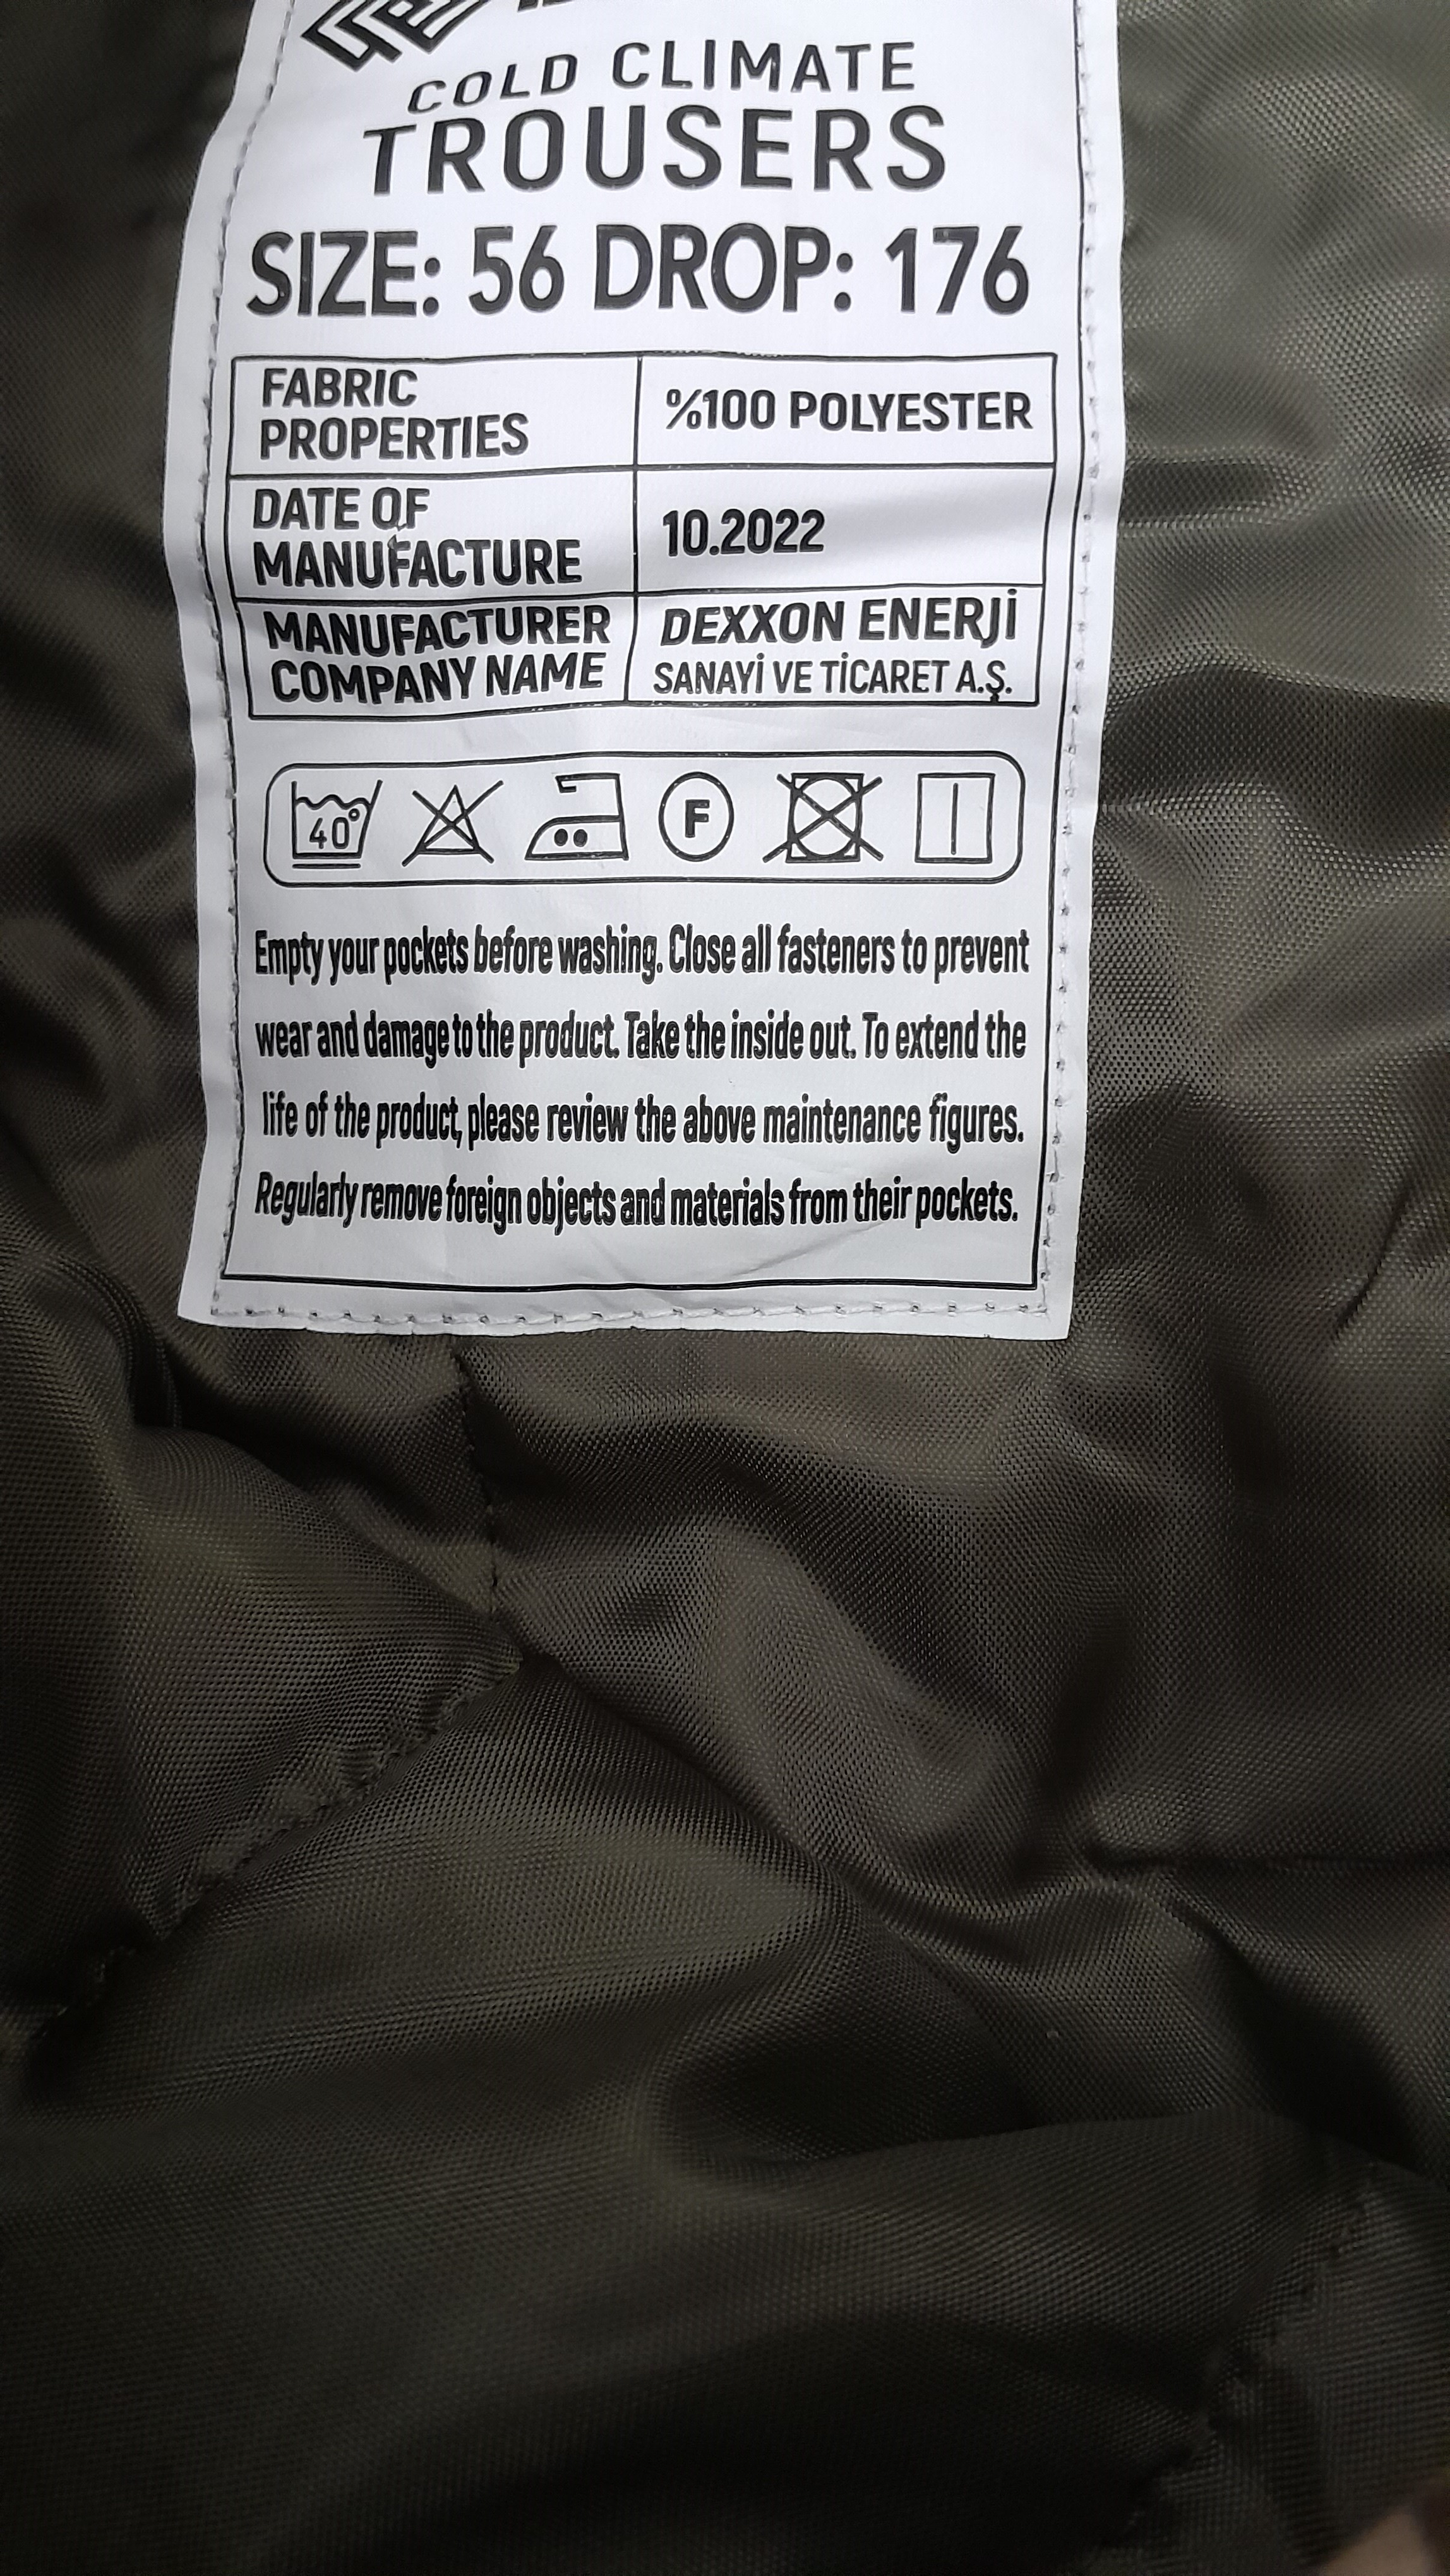 COLD CLIMATE
TROUSERS
SIZE: 56 DROP: 176
FABRIC
PROPERTIES
%100 POLYESTER
DATE OF
MANUFACTURE
10.2022
MANUFACTURER
COMPANY NAME
DEXXON ENERJİ
SANAYİ VE TİCARET A.Ş.
40° F
Empty your pockets before washing. Close all fasteners to prevent
wear and damage to the product. Take the inside out. To extend the
life of the product, please review the above maintenance figures.
Regularly remove foreign objects and materials from their pockets.